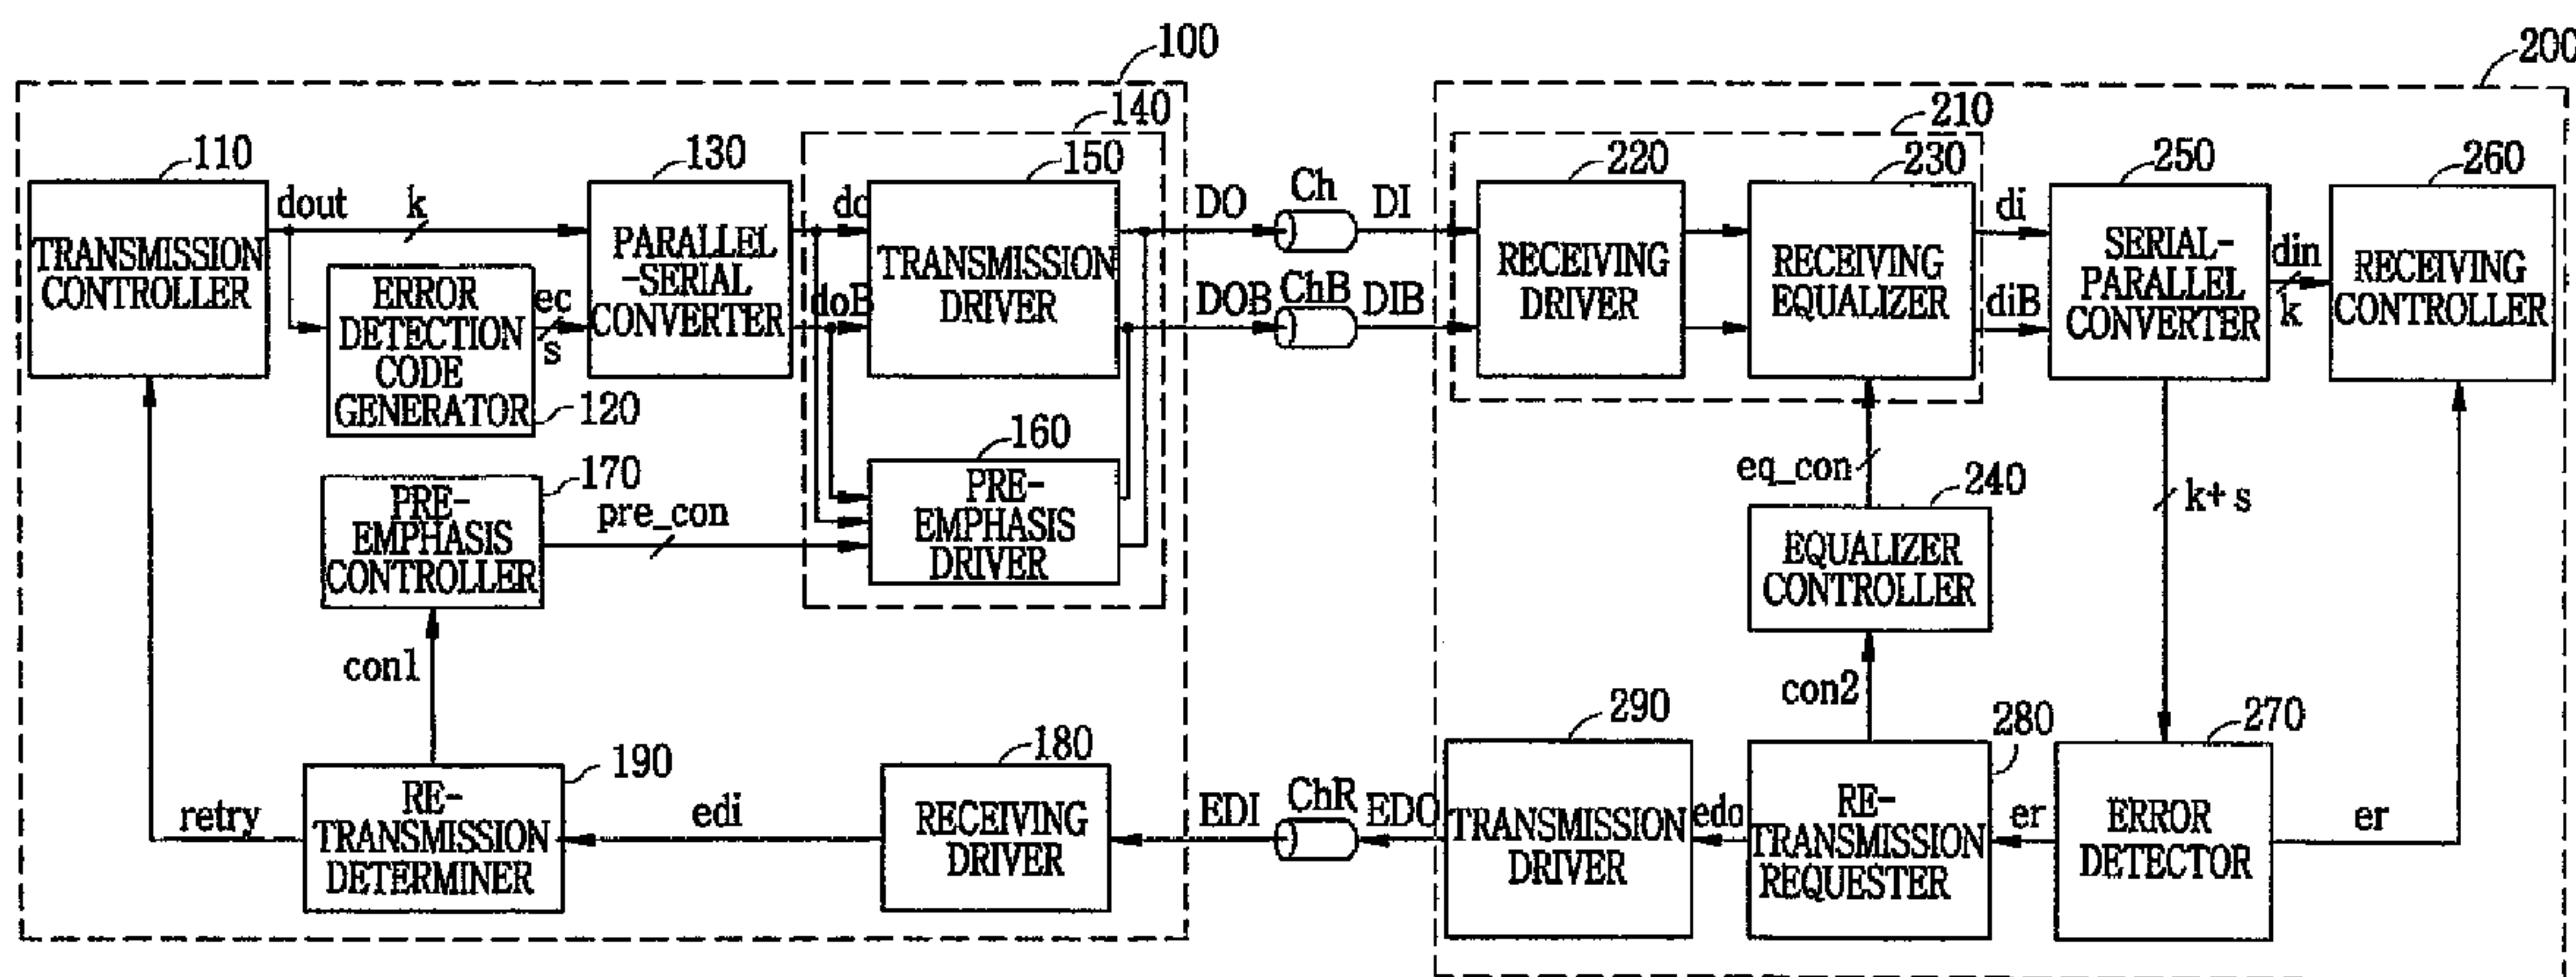 100
200
140
210
110
130
150
220
230
250
260
dout
k
do
DO
Ch
DI
di
TRANSMISSION
CONTROLLER
PARALLEL
-SERIAL
CONVERTER
TRANSMISSION
DRIVER
RECEIVING
DRIVER
RECEIVING
EQUALIZER
SERIAL-
PARALLEL
CONVERTER
din
k
RECEIVING
CONTROLLER
ERROR
DETECTION
CODE
GENERATOR
120
ec
s
doB
DOB
ChB
DIB
diB
160
170
PRE-
EMPHASIS
CONTROLLER
pre_con
PRE-
EMPHASIS
DRIVER
eq_con
240
k+s
EQUALIZER
CONTROLLER
con1
con2
190
180
290
280
270
retry
RE-
TRANSMISSION
DETERMINER
edi
RECEIVING
DRIVER
EDI
ChR
EDO
TRANSMISSION
DRIVER
edo
RE-
TRANSMISSION
REQUESTER
er
ERROR
DETECTOR
er